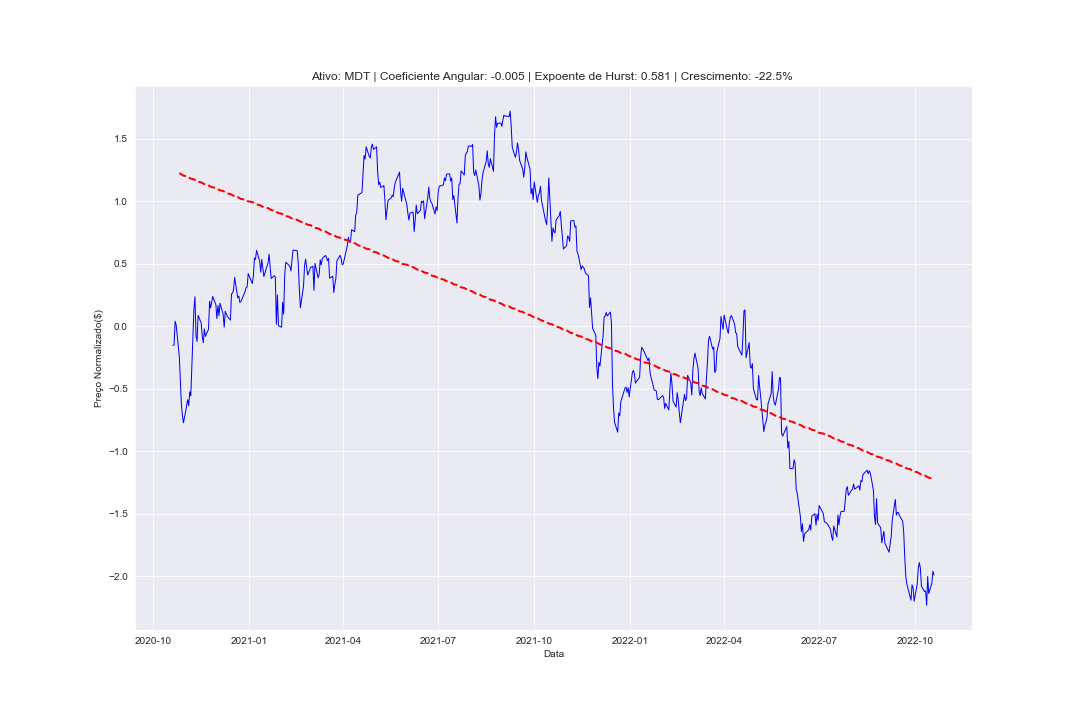 Ativo: MDT | Coeficiente Angular: -0.005 | Expoente de Hurst: 0.581 | Crescimento: -22.5%
1.5
1.0
0.5
0.0
−0.5
−1.0
−1.5
−2.0
Preço Normalizado($)
2020-10 2021-01 2021-04 2021-07 2021-10 2022-01 2022-04 2022-07 2022-10
Data